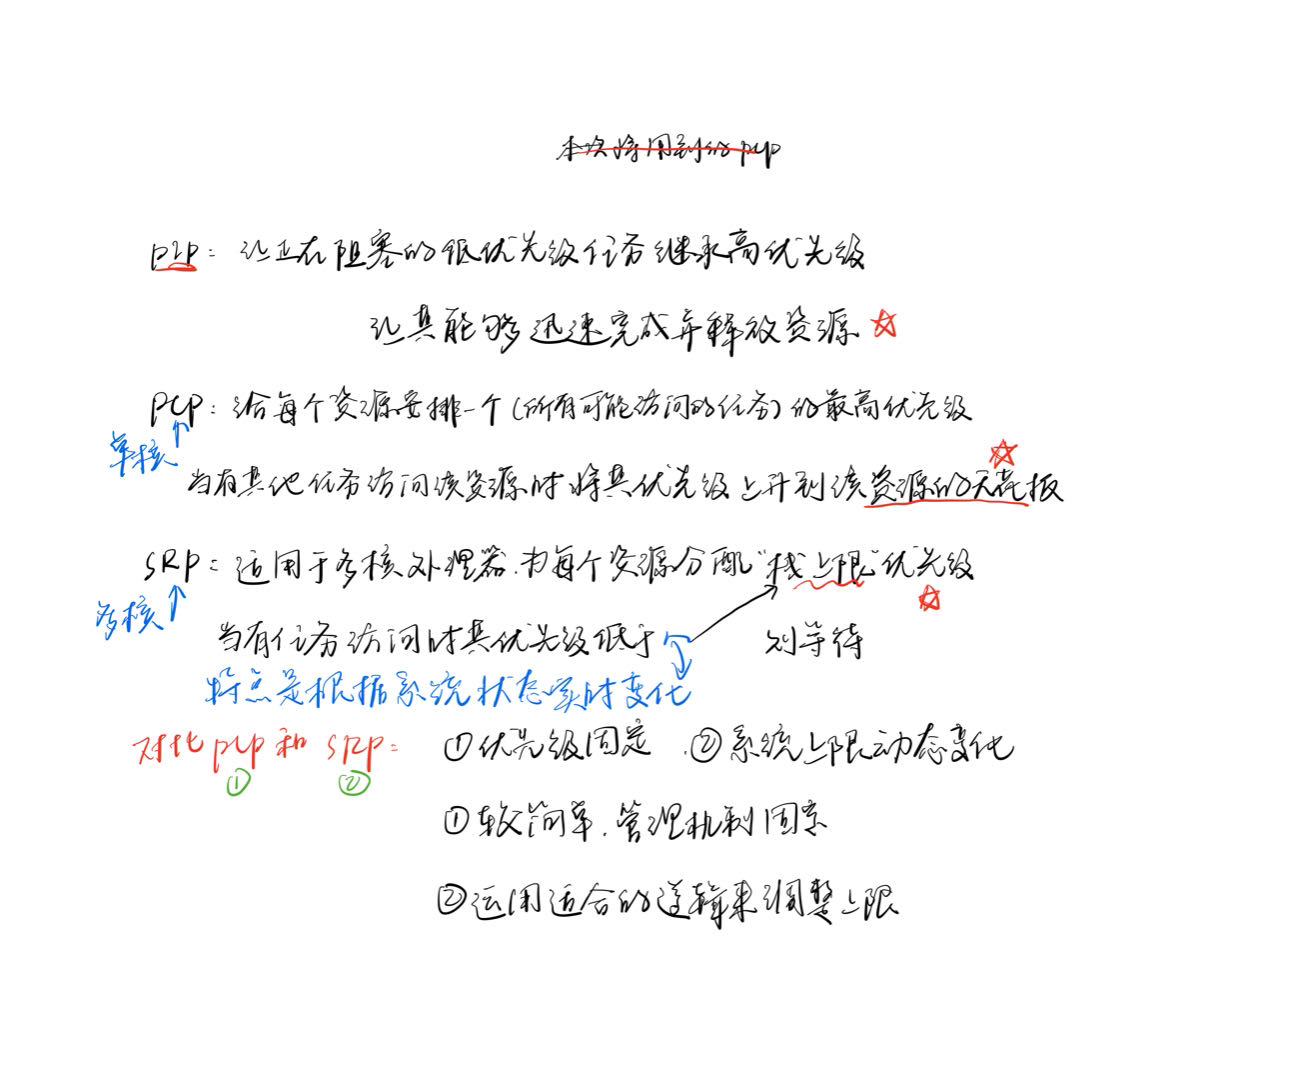 本次将用到的pcp
PIP：让正在阻塞的低优先级任务继承高优先级
让其能够迅速完成并释放资源
PCP：给每个资源安排一个(所有可能访问的任务)的最高优先级
单核
当有其他任务访问该资源时将其优先级上升到该资源的天花板
SRP：适用于多核处理器.为每个资源分配"栈上限"优先级
多核
当有任务访问时其优先级低于 则等待
特点是根据系统状态实时变化
对比pcp和SRP： ①优先级固定 .②系统上限动态变化
① ②
①较简单.管理机制固定
②运用适合的逻辑来调整上限